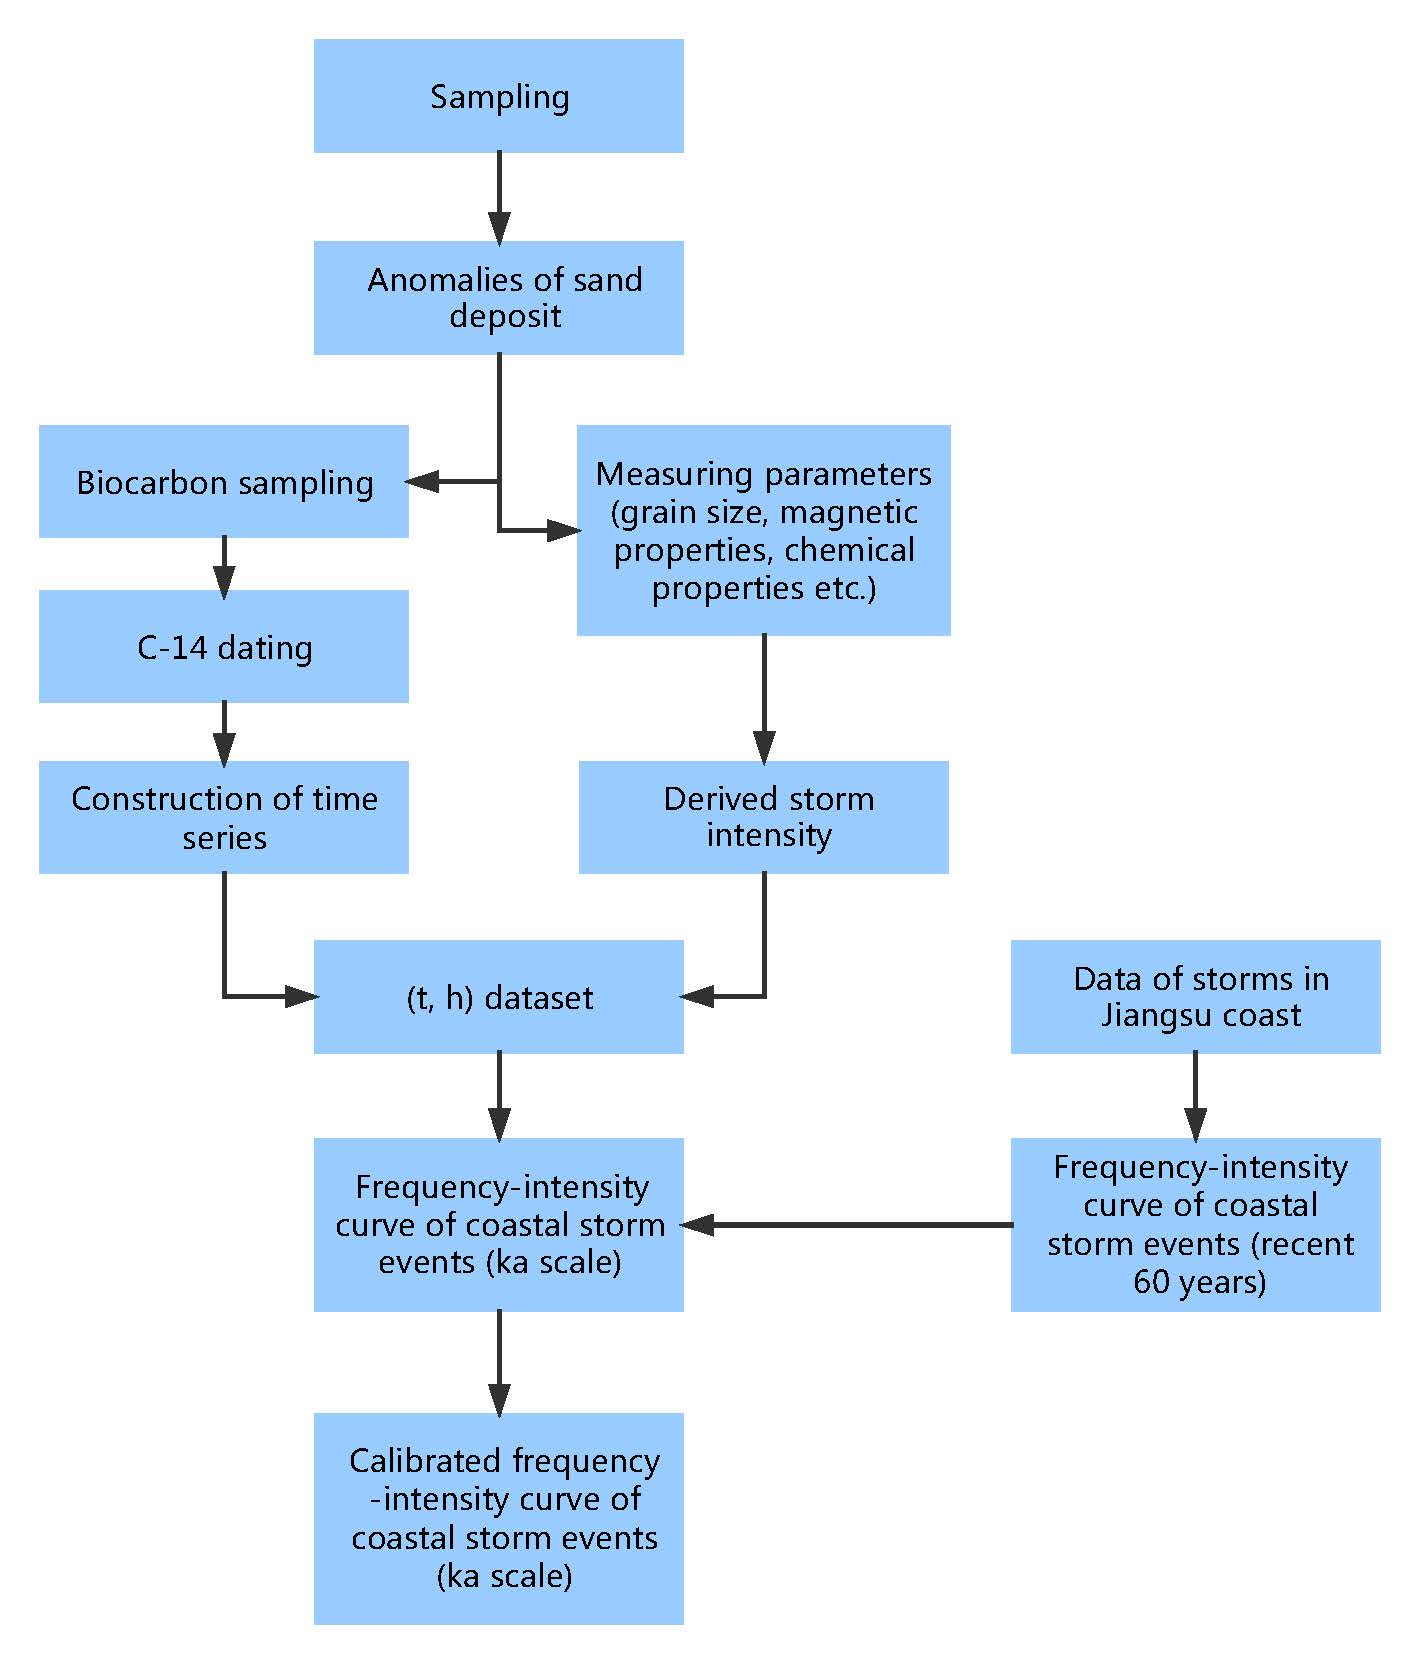 Sampling
Anomalies of sand
deposit
Biocarbon sampling
Measuring parameters
(grain size, magnetic
properties, chemical
properties etc.)
C-14 dating
Construction of time
series
Derived storm
intensity
(t, h) dataset
Data of storms in
Jiangsu coast
Frequency-intensity
curve of coastal storm
events (ka scale)
Frequency-intensity
curve of coastal
storm events (recent
60 years)
Calibrated frequency
-intensity curve of
coastal storm events
(ka scale)